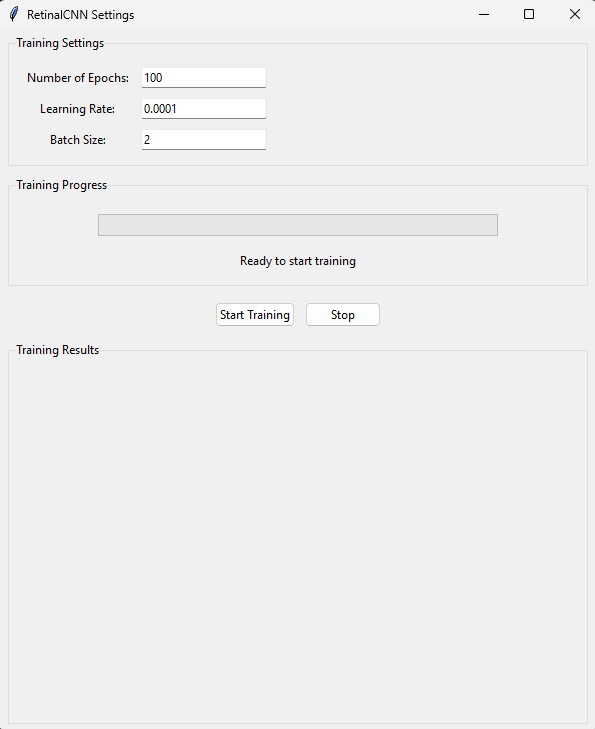 RetinalCNN Settings
Training Settings
Number of Epochs: 100
Learning Rate: 0.0001
Batch Size: 2
Training Progress
Ready to start training
Start Training Stop
Training Results